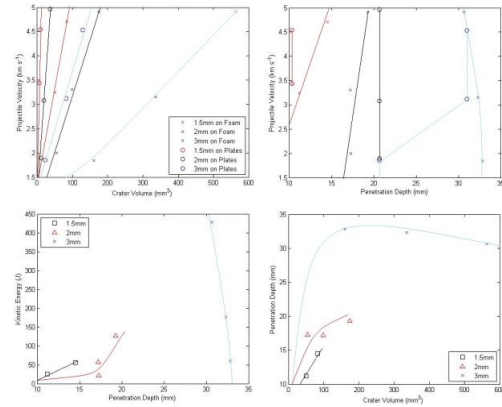 5
4.5
4
3.5
3
2.5
2
1.5
Projectile Velocity (km s⁻¹)
0 100 200 300 400 500 600
Crater Volume (mm³)
1.5mm on Foam
2mm on Foam
3mm on Foam
1.5mm on Plates
2mm on Plates
3mm on Plates
5
4.5
4
3.5
3
2.5
2
1.5
Projectile Velocity (km s⁻¹)
10 15 20 25 30 35
Penetration Depth (mm)
450
400
350
300
250
200
150
100
50
0
Kinetic Energy (J)
10 15 20 25 30 35
Penetration Depth (mm)
1.5mm
2mm
3mm
35
30
25
20
15
10
Penetration Depth (mm)
0 100 200 300 400 500 600
Crater Volume (mm³)
1.5mm
2mm
3mm